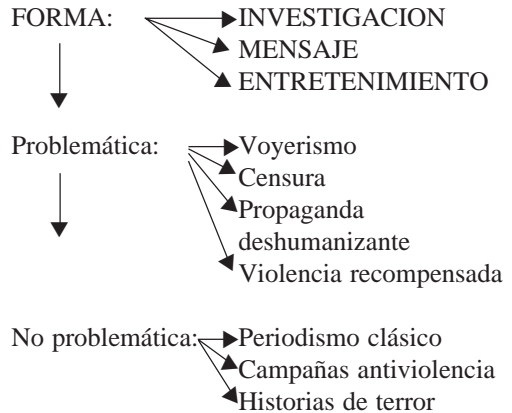 FORMA: INVESTIGACION
MENSAJE
ENTRETENIMIENTO
Problemática: Voyerismo
Censura
Propaganda
deshumanizante
Violencia recompensada
No problemática: Periodismo clásico
Campañas antiviolencia
Historias de terror